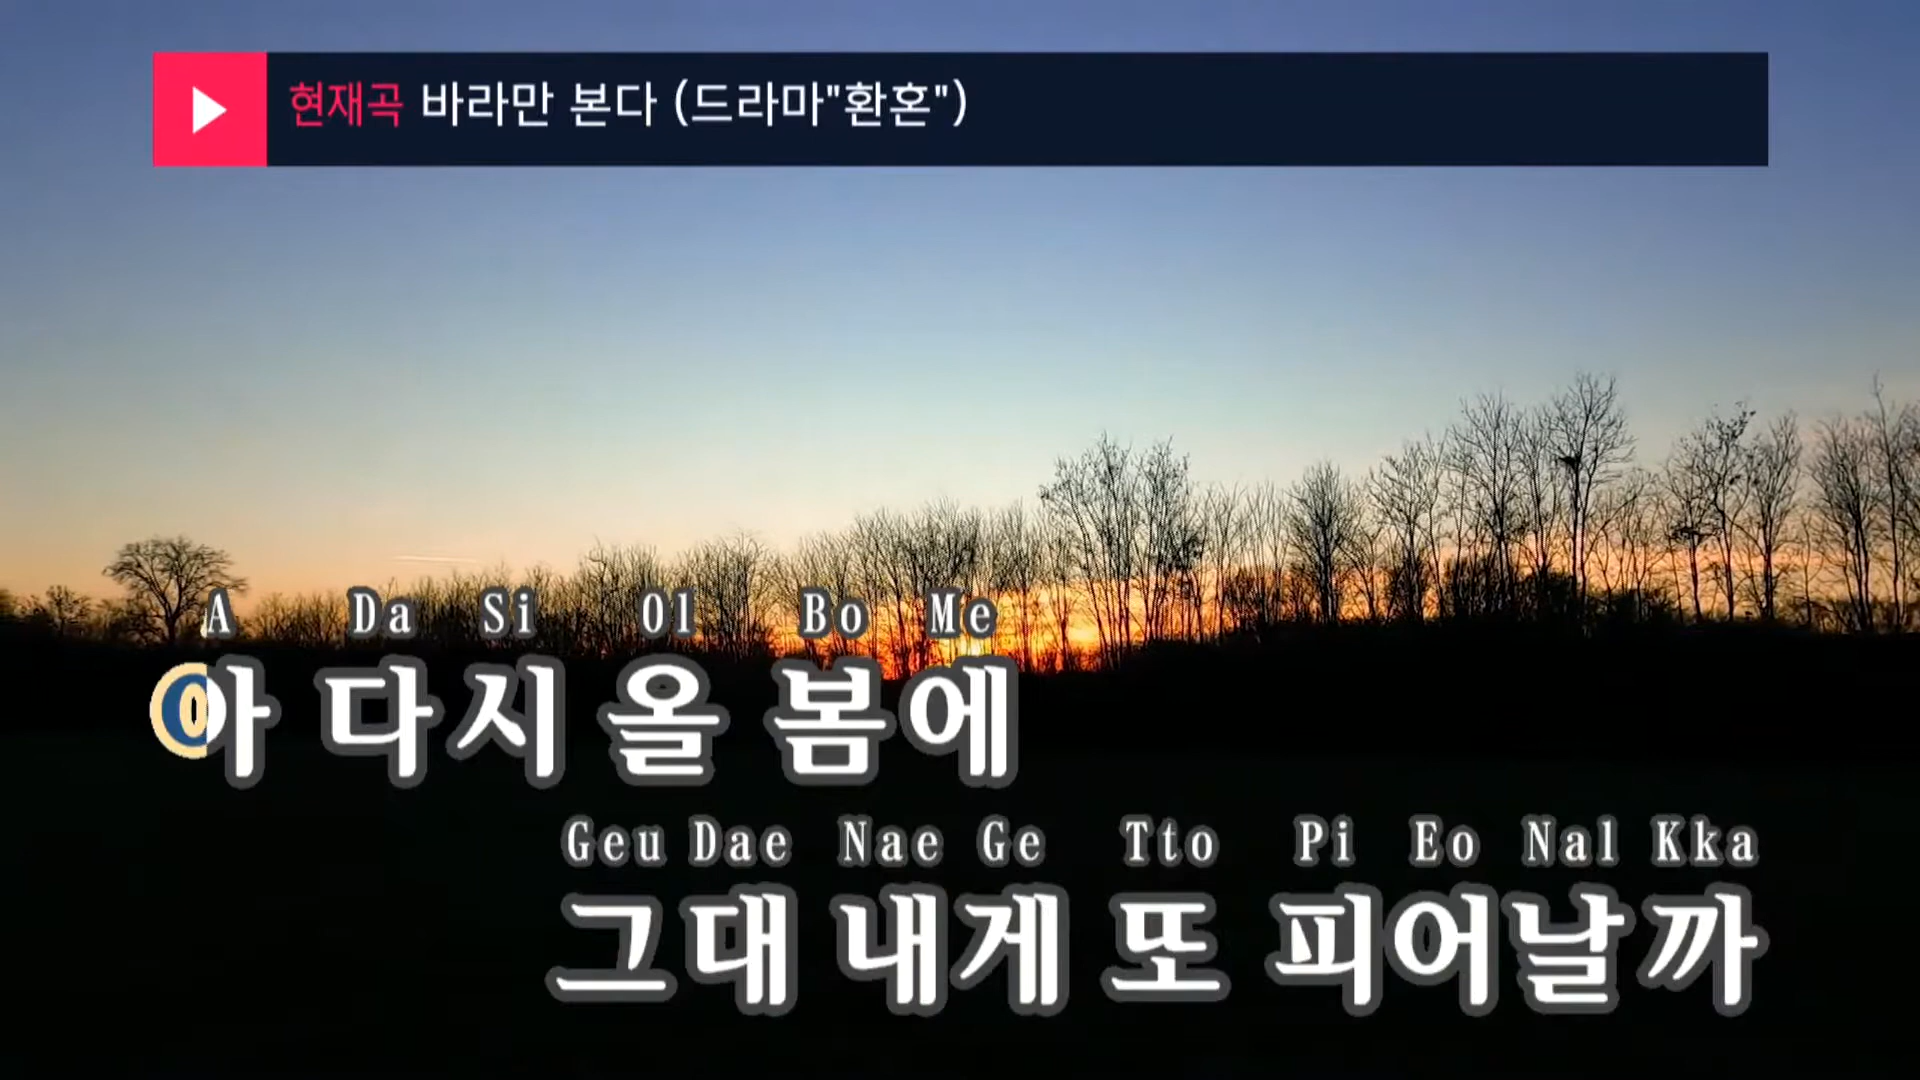 현재곡 바라만 본다 (드라마"환혼")
A Da Si Ol Bo Me
아 다시 올 봄에
Geu Dae Nae Ge Tto Pi Eo Nal Kka
그대 내게 또 피어날까